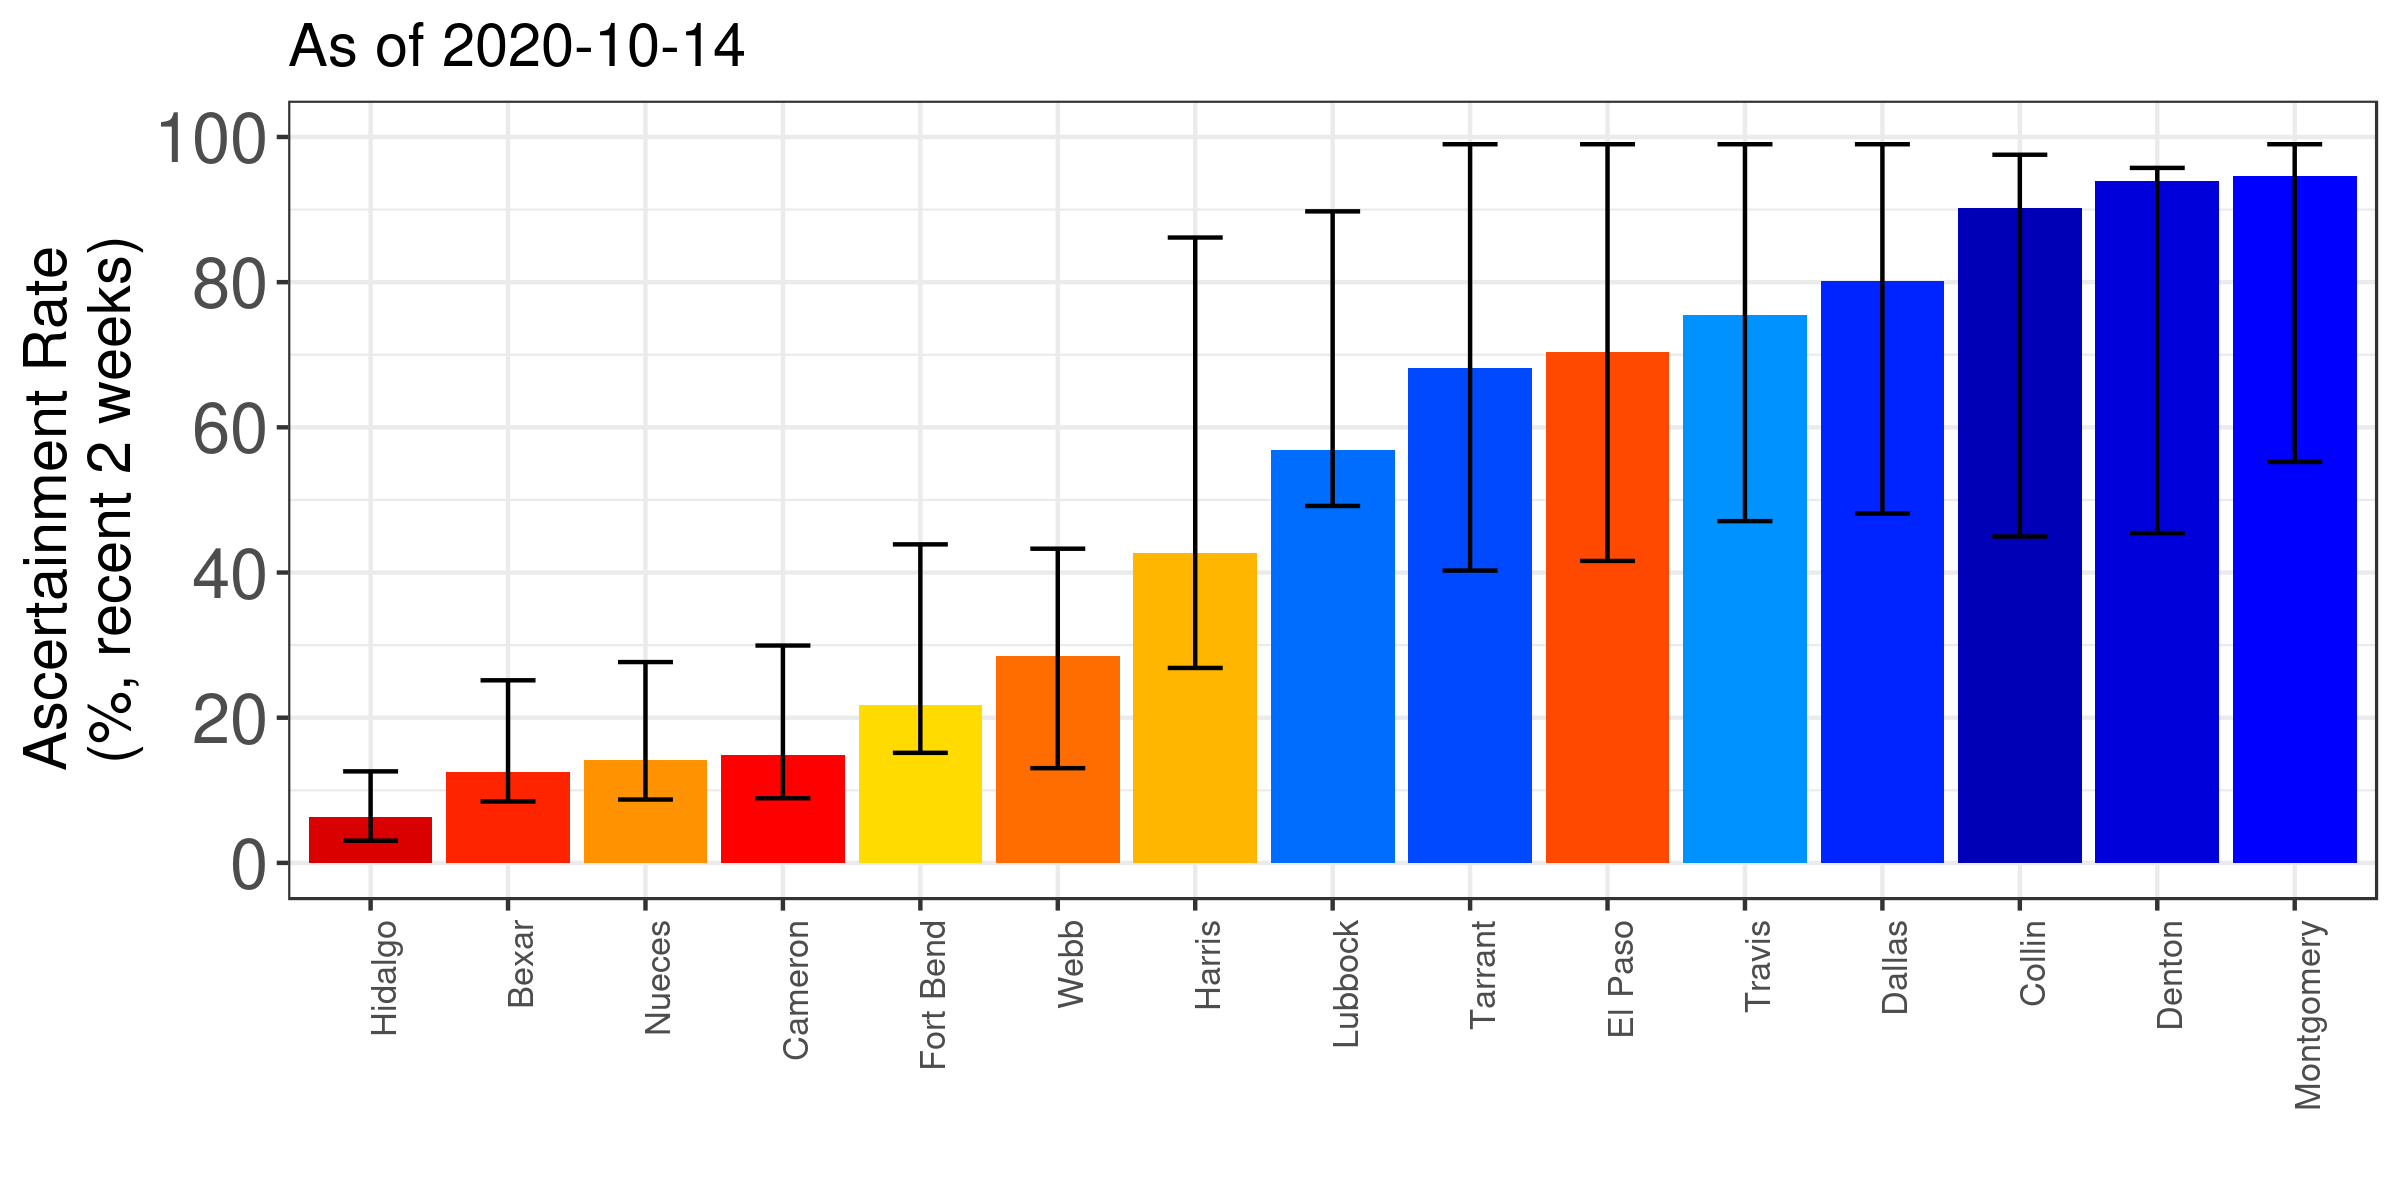 As of 2020-10-14
Ascertainment Rate
(%, recent 2 weeks)
100
80
60
40
20
0
Hidalgo
Bexar
Nueces
Cameron
Fort Bend
Webb
Harris
Lubbock
Tarrant
El Paso
Travis
Dallas
Collin
Denton
Montgomery